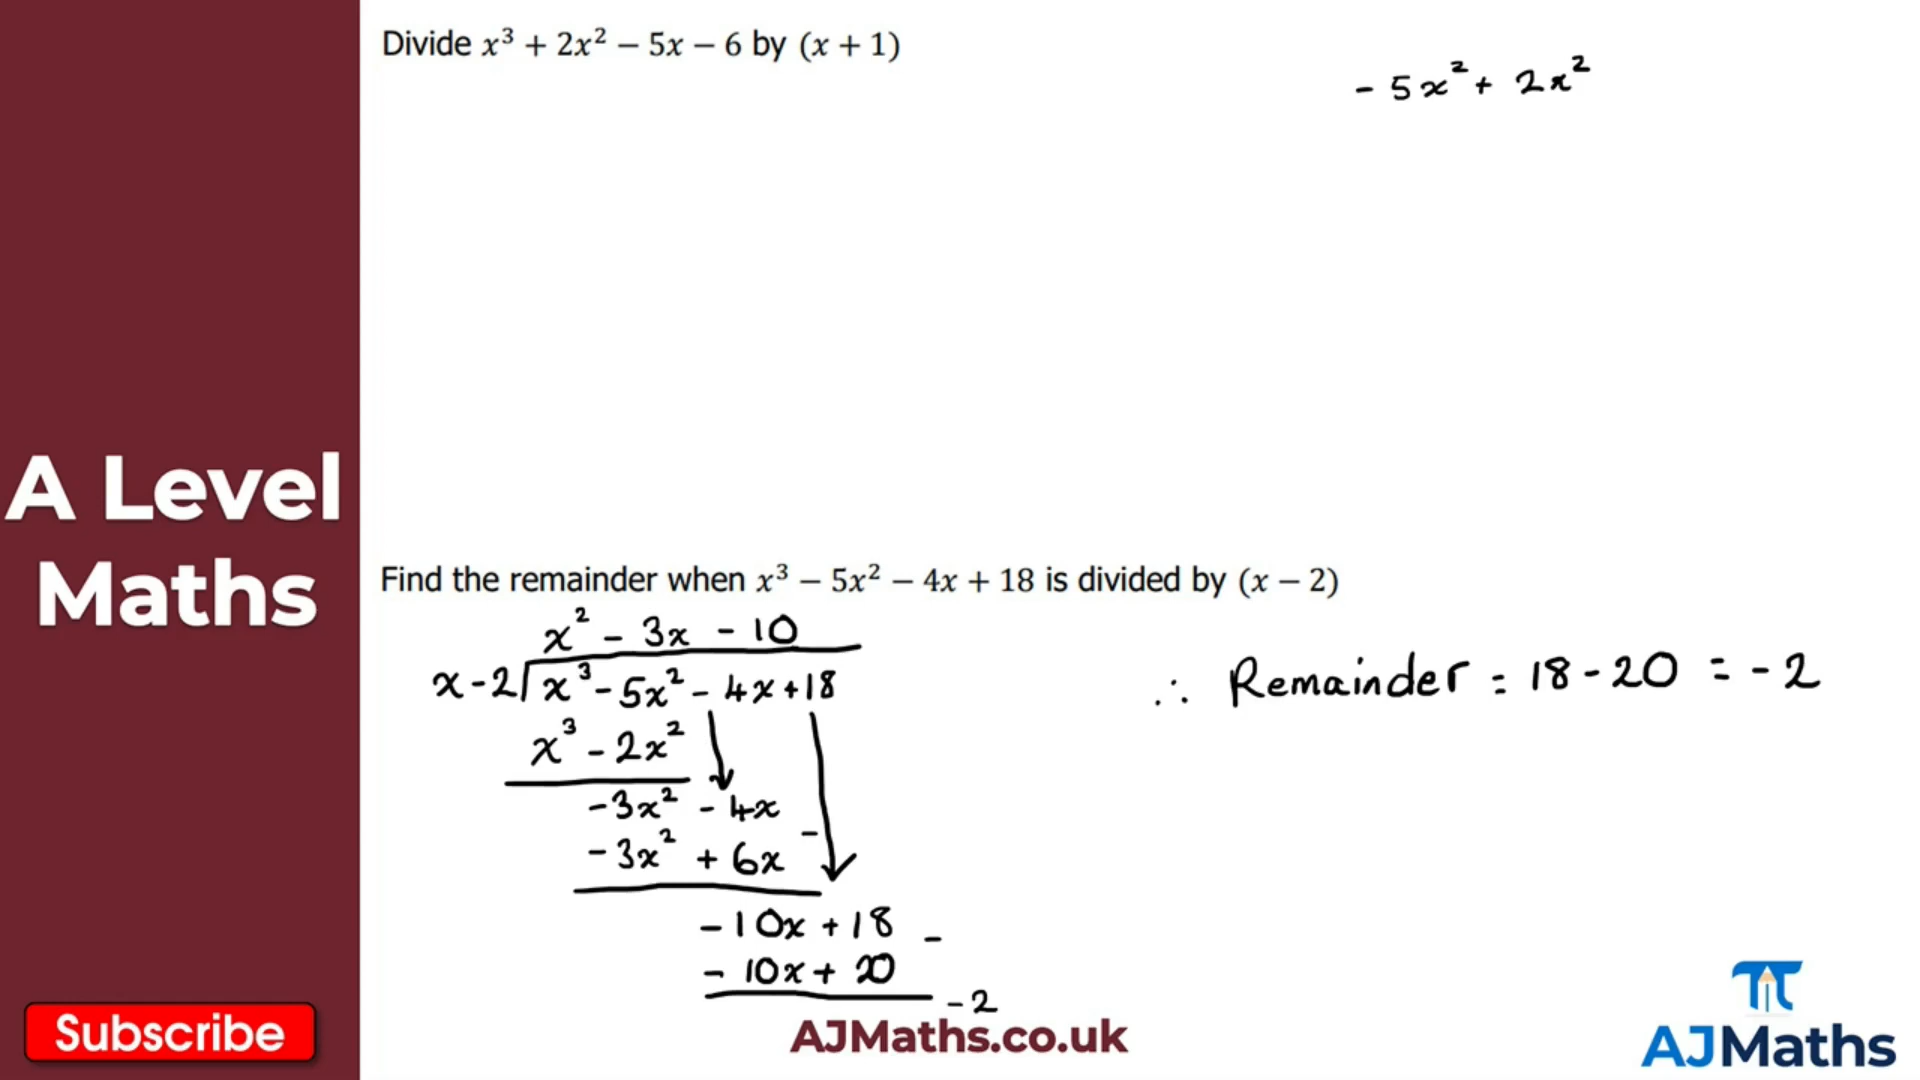 Divide x³ + 2x² − 5x − 6 by (x + 1)
- 5x² + 2x²
A Level
Maths
Find the remainder when x³ − 5x² − 4x + 18 is divided by (x − 2)
x² - 3x - 10
x-2 x³ - 5x² - 4x + 18
∴ Remainder = 18 - 20 = -2
x³ - 2x²
-3x² - 4x
-3x² + 6x -
-10x + 18 -
-10x + 20
-2
Subscribe
AJMaths.co.uk
AJMaths